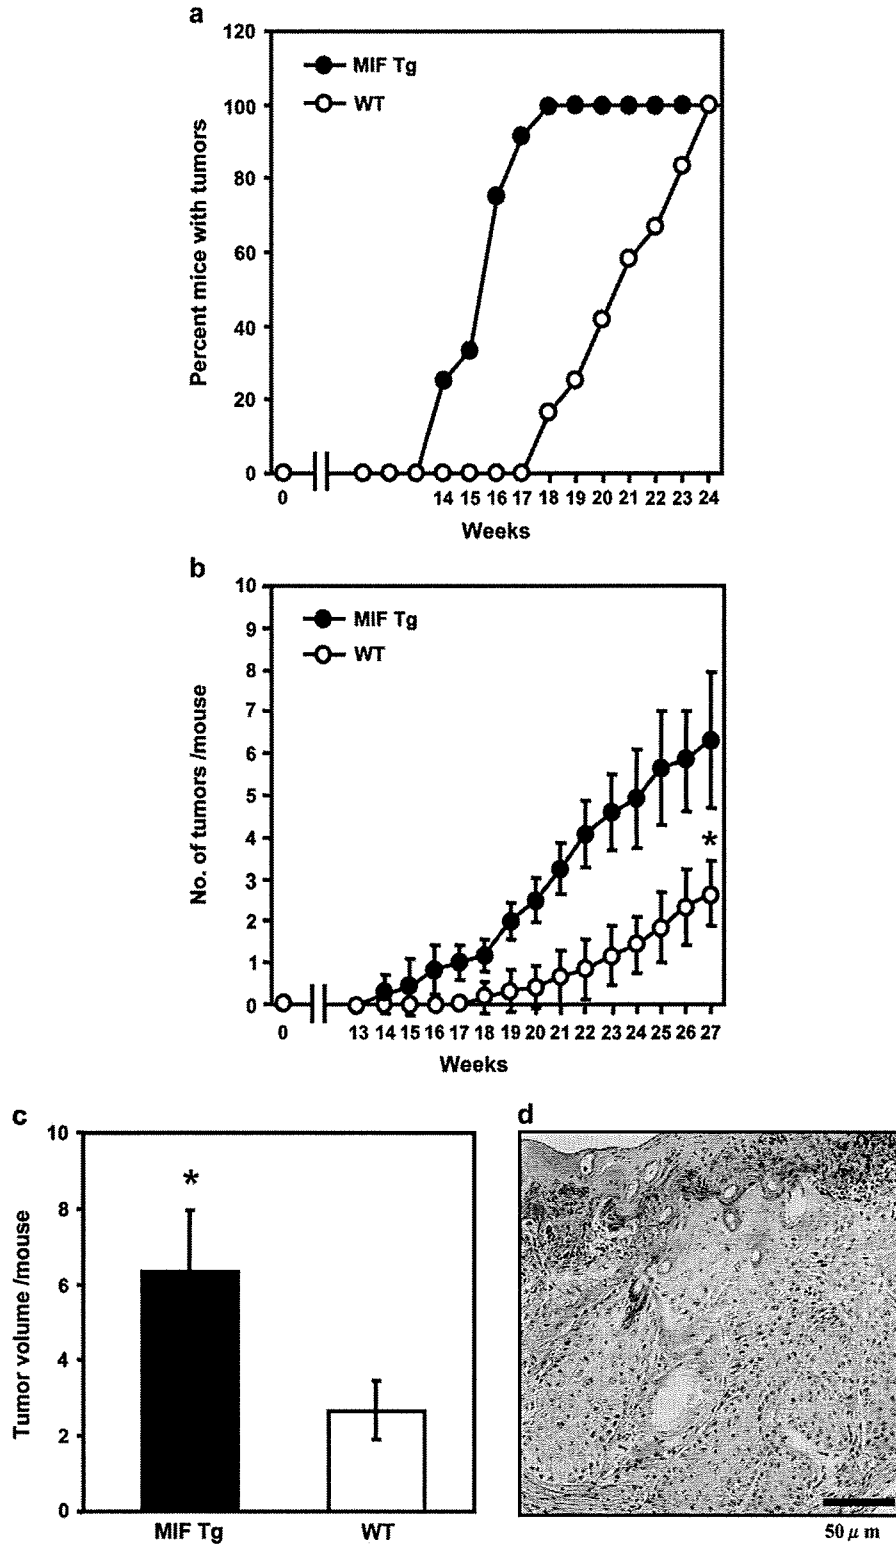 a
120
100
80
60
40
20
0
Percent mice with tumors
MIF Tg
WT
0 14 15 16 17 18 19 20 21 22 23 24
Weeks
b
10
9
8
7
6
5
4
3
2
1
0
No. of tumors /mouse
MIF Tg
WT
*
0 13 14 15 16 17 18 19 20 21 22 23 24 25 26 27
Weeks
c
10
8
6
4
2
0
Tumor volume /mouse
*
MIF Tg WT
d
50 μ m